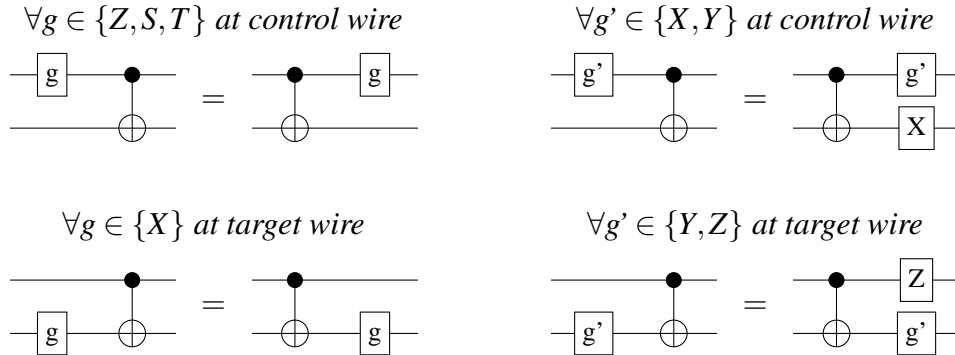 ∀g ∈ {Z,S,T} at control wire
∀g’ ∈ {X,Y} at control wire
g = g
g’ = g’
X
∀g ∈ {X} at target wire
∀g’ ∈ {Y,Z} at target wire
=
= Z
g g
g’ g’